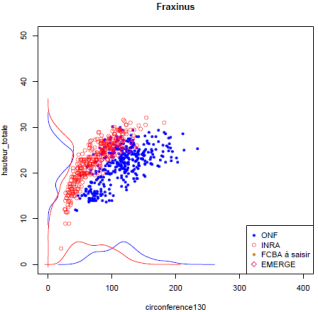 Fraxinus
hauteur_totale
50
40
30
20
10
0
ONF
INRA
FCBA à saisir
EMERGE
0
100
200
300
400
circonference130